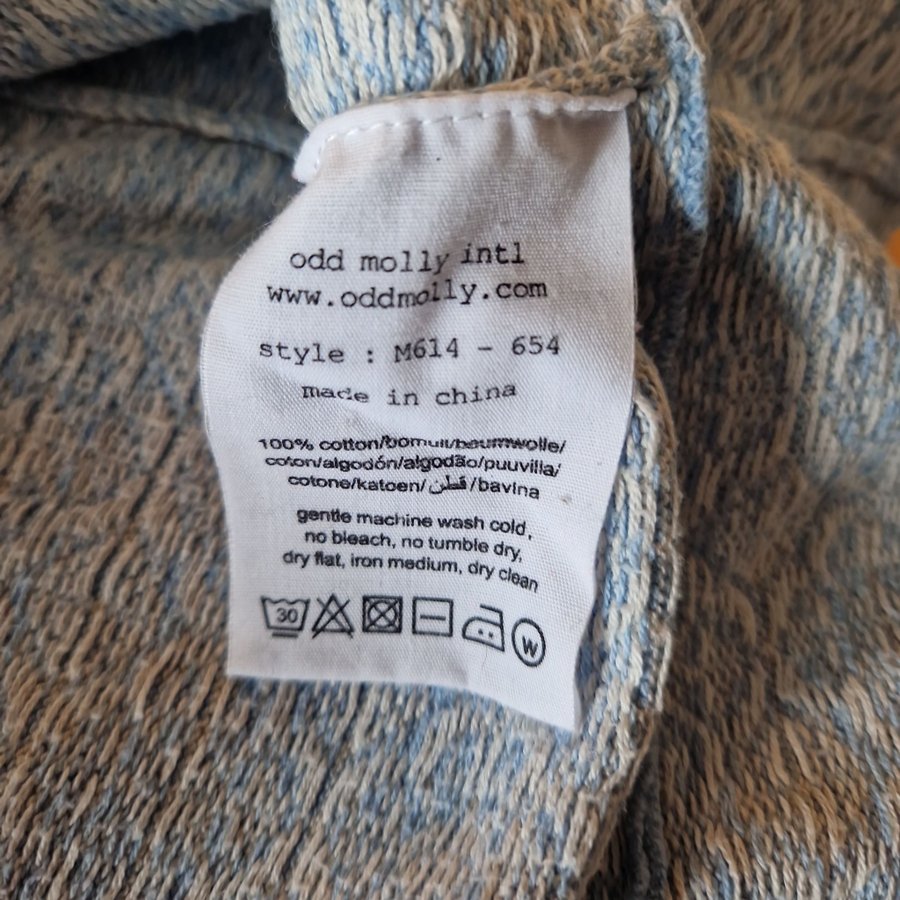 odd molly intl
www.oddmolly.com
style : M614 - 654
made in china
100% cotton/bomull/baumwolle/
coton/algodón/algodão/puuvilla/
cotone/katoen/قطن/bavlna
gentle machine wash cold,
no bleach, no tumble dry,
dry flat, iron medium, dry clean
30
W